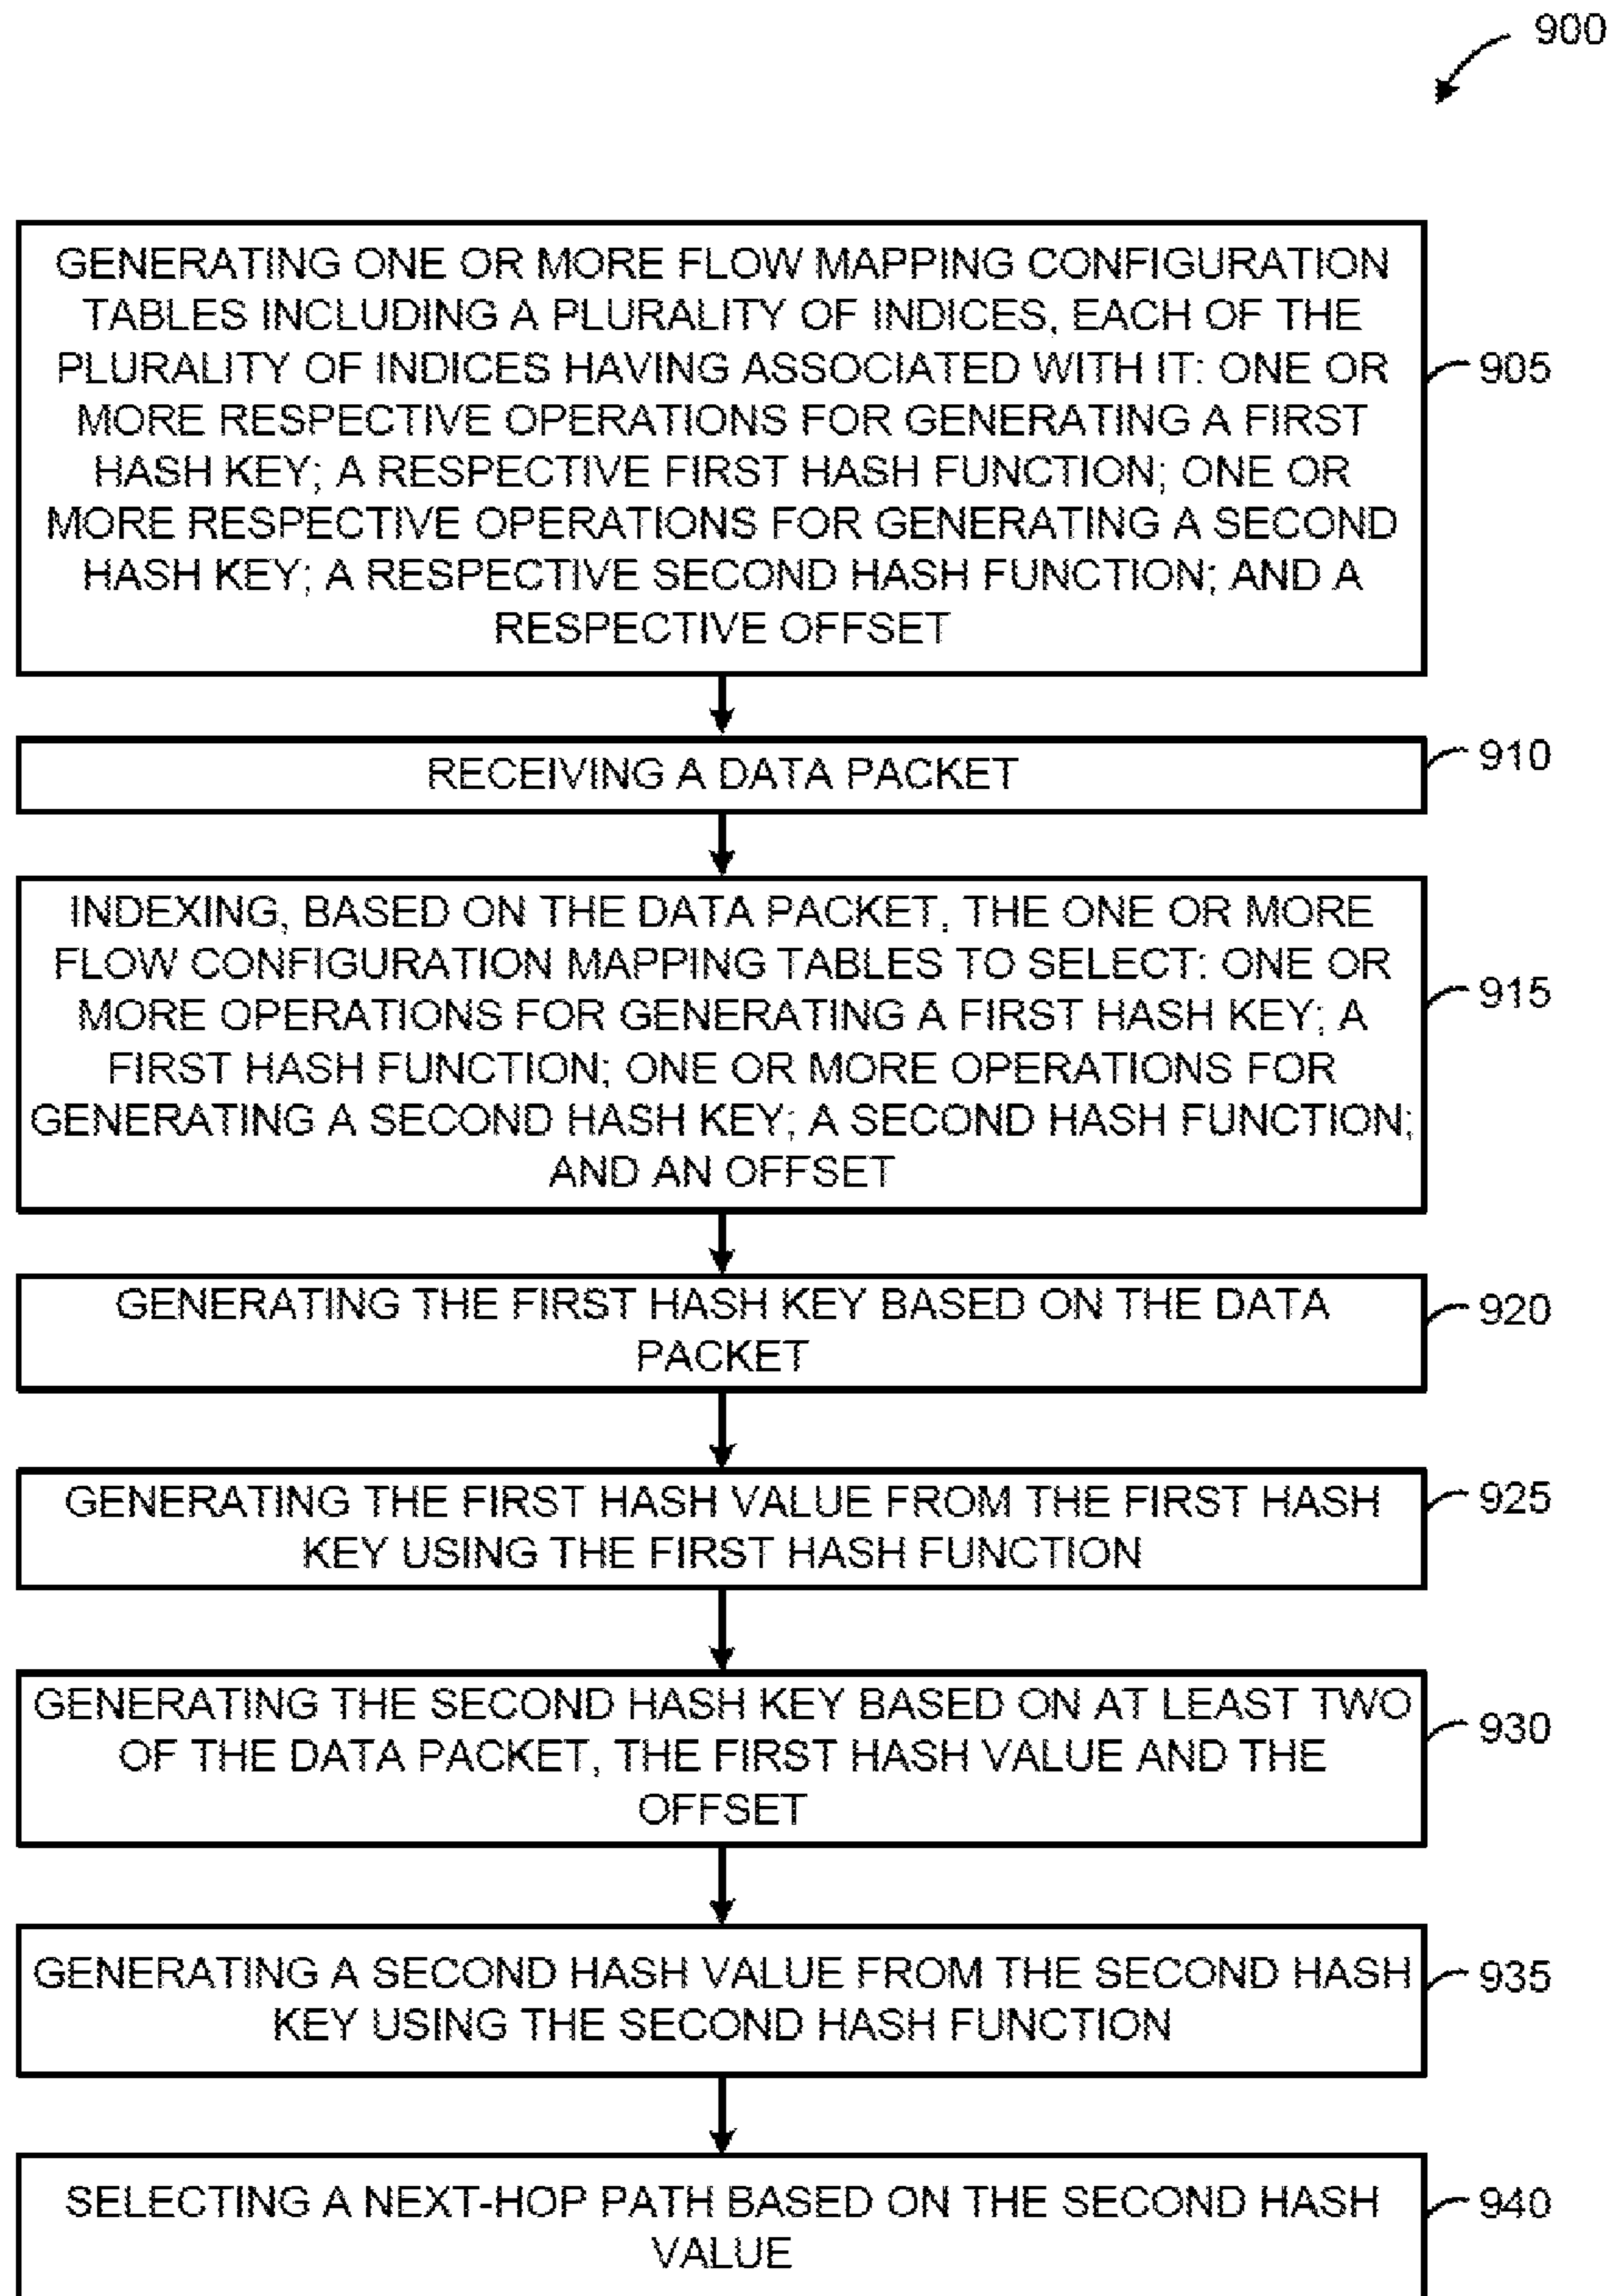 900
GENERATING ONE OR MORE FLOW MAPPING CONFIGURATION
TABLES INCLUDING A PLURALITY OF INDICES, EACH OF THE
PLURALITY OF INDICES HAVING ASSOCIATED WITH IT: ONE OR
MORE RESPECTIVE OPERATIONS FOR GENERATING A FIRST
HASH KEY; A RESPECTIVE FIRST HASH FUNCTION; ONE OR
MORE RESPECTIVE OPERATIONS FOR GENERATING A SECOND
HASH KEY; A RESPECTIVE SECOND HASH FUNCTION; AND A
RESPECTIVE OFFSET
905
RECEIVING A DATA PACKET
910
INDEXING, BASED ON THE DATA PACKET, THE ONE OR MORE
FLOW CONFIGURATION MAPPING TABLES TO SELECT: ONE OR
MORE OPERATIONS FOR GENERATING A FIRST HASH KEY; A
FIRST HASH FUNCTION; ONE OR MORE OPERATIONS FOR
GENERATING A SECOND HASH KEY; A SECOND HASH FUNCTION;
AND AN OFFSET
915
GENERATING THE FIRST HASH KEY BASED ON THE DATA
PACKET
920
GENERATING THE FIRST HASH VALUE FROM THE FIRST HASH
KEY USING THE FIRST HASH FUNCTION
925
GENERATING THE SECOND HASH KEY BASED ON AT LEAST TWO
OF THE DATA PACKET, THE FIRST HASH VALUE AND THE
OFFSET
930
GENERATING A SECOND HASH VALUE FROM THE SECOND HASH
KEY USING THE SECOND HASH FUNCTION
935
SELECTING A NEXT-HOP PATH BASED ON THE SECOND HASH
VALUE
940